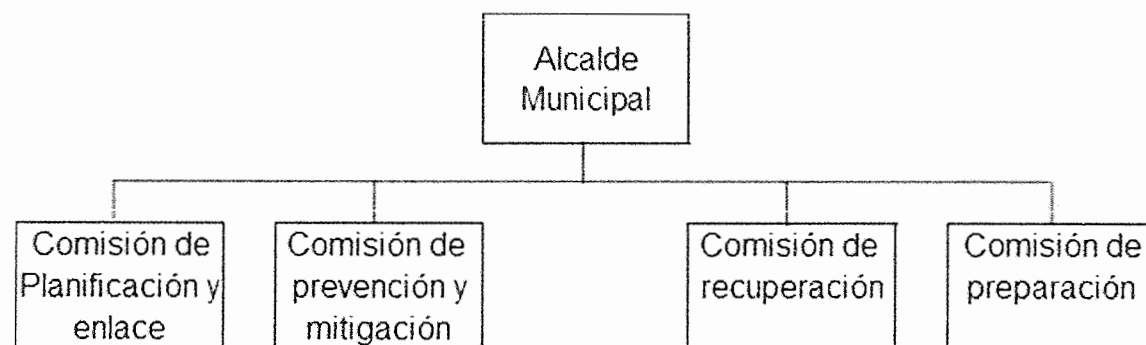 Alcalde
Municipal
Comisión de
Planificación y
enlace
Comisión de
prevención y
mitigación
Comisión de
recuperación
Comisión de
preparación